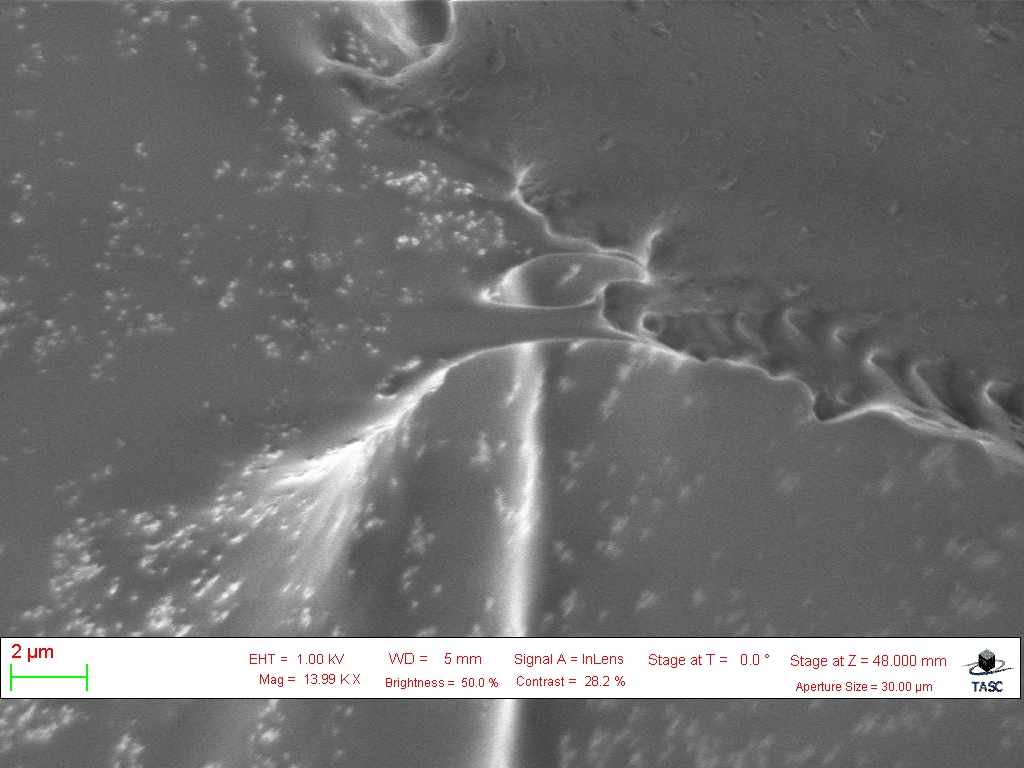 2 µm
EHT = 1.00 kV WD = 5 mm Signal A = InLens Stage at T = 0.0 ° Stage at Z = 48.000 mm
Mag = 13.99 K X Brightness = 50.0 % Contrast = 28.2 % Aperture Size = 30.00 µm
TASC